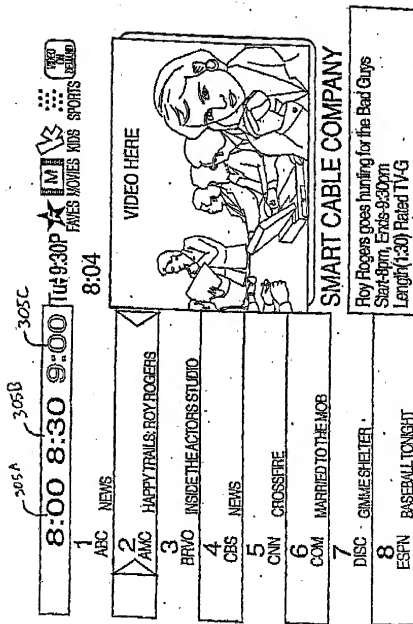 305A 305B 305C
8:00 8:30 9:00 Tu 9:30P M VIDEO ON DEMAND
FAVES MOVIES KIDS SPORTS
8:04
VIDEO HERE
1
ABC NEWS
2
AMC HAPPY TRAILS: ROY ROGERS
3
BRVO INSIDE THE ACTORS STUDIO
4
CBS NEWS
5
CNN CROSSFIRE
6
COM MARRIED TO THE MOB
7
DISC GIMME SHELTER
8
ESPN BASEBALL TONIGHT
SMART CABLE COMPANY
Roy Rogers goes hunting for the Bad Guys
Start-8pm, Ends-9:30pm
Length(1:30) Rated TV-G